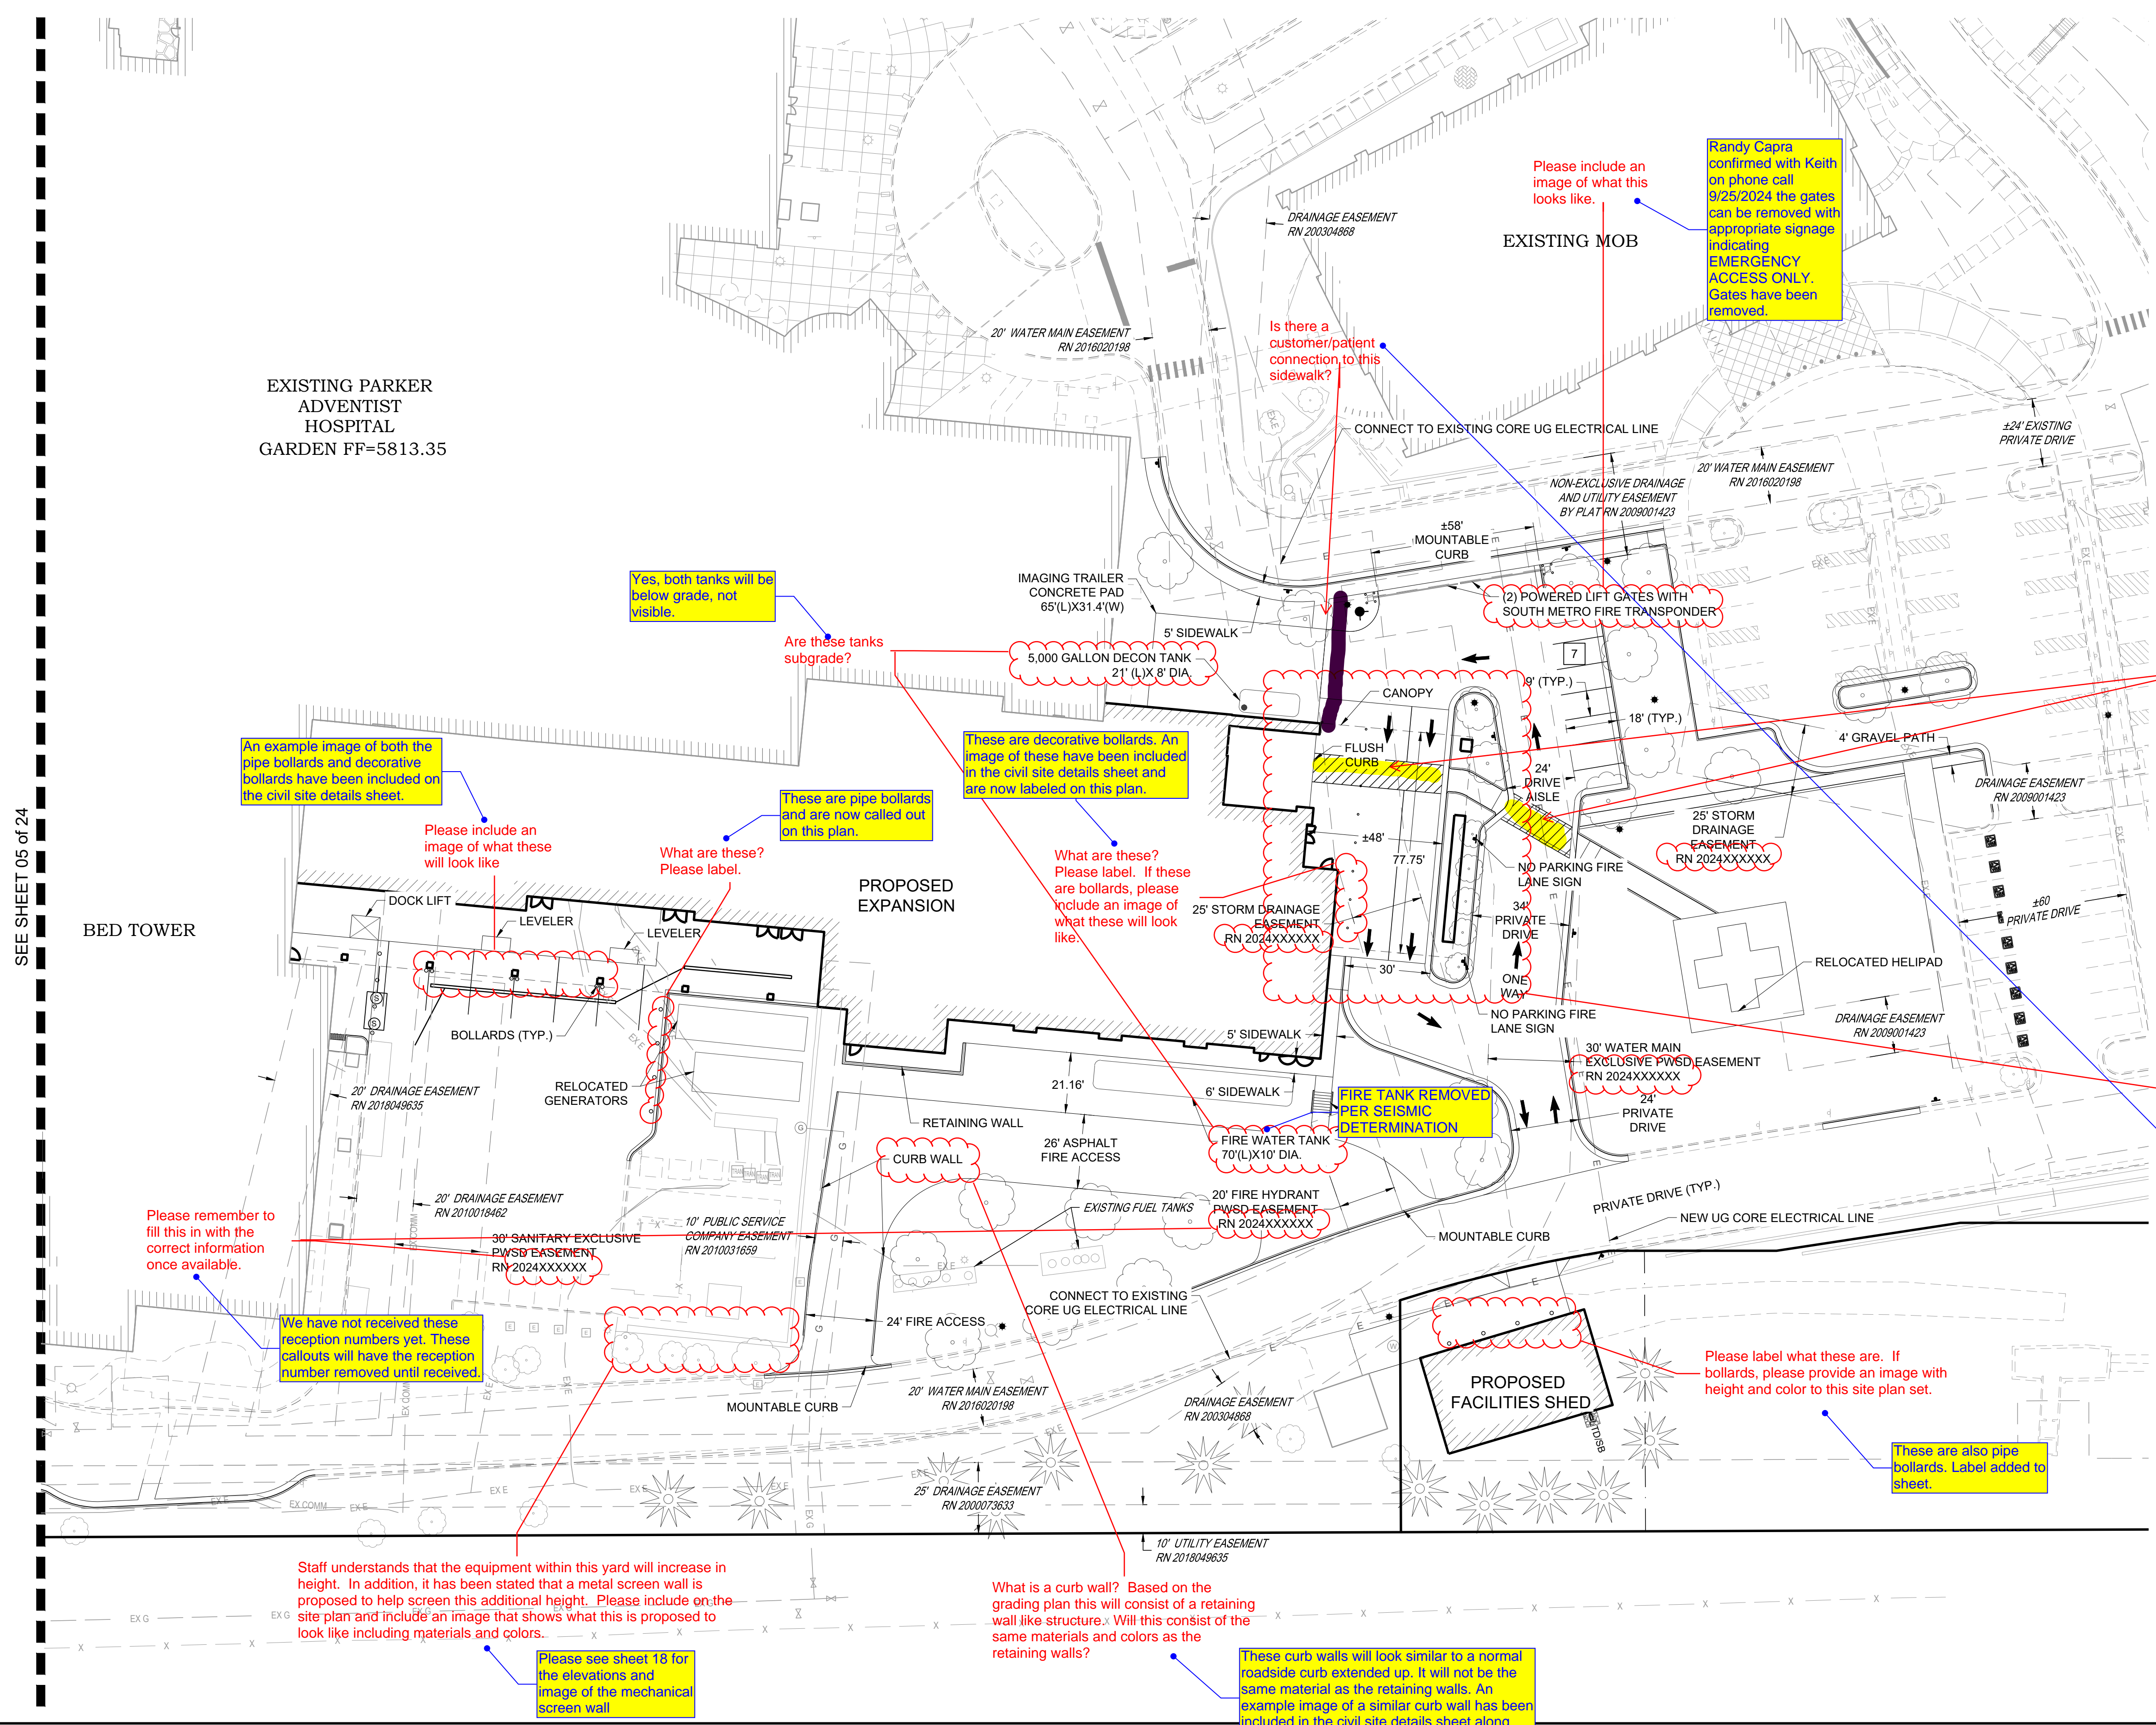 SEE SHEET 05 of 24
EXISTING PARKER
ADVENTIST
HOSPITAL
GARDEN FF=5813.35
BED TOWER
EXISTING MOB
PROPOSED
EXPANSION
PROPOSED
FACILITIES SHED
Please include an
image of what this
looks like.
Randy Capra
confirmed with Keith
on phone call
9/25/2024 the gates
can be removed with
appropriate signage
indicating
EMERGENCY
ACCESS ONLY.
Gates have been
removed.
DRAINAGE EASEMENT
RN 200304868
20' WATER MAIN EASEMENT
RN 2016020198
Is there a
customer/patient
connection to this
sidewalk?
CONNECT TO EXISTING CORE UG ELECTRICAL LINE
±24' EXISTING
PRIVATE DRIVE
20' WATER MAIN EASEMENT
RN 2016020198
NON-EXCLUSIVE DRAINAGE
AND UTILITY EASEMENT
BY PLAT RN 2009001423
±58'
MOUNTABLE
CURB
Yes, both tanks will be
below grade, not
visible.
Are these tanks
subgrade?
IMAGING TRAILER
CONCRETE PAD
65'(L)X31.4'(W)
5' SIDEWALK
5,000 GALLON DECON TANK
21' (L)X 8' DIA.
(2) POWERED LIFT GATES WITH
SOUTH METRO FIRE TRANSPONDER
7
9' (TYP.)
18' (TYP.)
CANOPY
FLUSH
CURB
24'
DRIVE
AISLE
4' GRAVEL PATH
DRAINAGE EASEMENT
RN 2009001423
25' STORM
DRAINAGE
EASEMENT
RN 2024XXXXXX
An example image of both the
pipe bollards and decorative
bollards have been included on
the civil site details sheet.
Please include an
image of what these
will look like
What are these?
Please label.
These are pipe bollards
and are now called out
on this plan.
These are decorative bollards. An
image of these have been included
in the civil site details sheet and
are now labeled on this plan.
What are these?
Please label. If these
are bollards, please
include an image of
what these will look
like.
±48'
77.75'
NO PARKING FIRE
LANE SIGN
34'
PRIVATE
DRIVE
±60
PRIVATE DRIVE
25' STORM DRAINAGE
EASEMENT
RN 2024XXXXXX
30'
ONE
WAY
RELOCATED HELIPAD
NO PARKING FIRE
LANE SIGN
DRAINAGE EASEMENT
RN 2009001423
DOCK LIFT
LEVELER
LEVELER
BOLLARDS (TYP.)
RELOCATED
GENERATORS
20' DRAINAGE EASEMENT
RN 2018049635
5' SIDEWALK
30' WATER MAIN
EXCLUSIVE PWSD EASEMENT
RN 2024XXXXXX
21.16'
6' SIDEWALK
FIRE TANK REMOVED
PER SEISMIC
DETERMINATION
24'
PRIVATE
DRIVE
RETAINING WALL
FIRE WATER TANK
70'(L)X10' DIA.
26' ASPHALT
FIRE ACCESS
CURB WALL
20' FIRE HYDRANT
PWSD EASEMENT
RN 2024XXXXXX
EXISTING FUEL TANKS
PRIVATE DRIVE (TYP.)
NEW UG CORE ELECTRICAL LINE
MOUNTABLE CURB
20' DRAINAGE EASEMENT
RN 2010018462
Please remember to
fill this in with the
correct information
once available.
30' SANITARY EXCLUSIVE
PWSD EASEMENT
RN 2024XXXXXX
10' PUBLIC SERVICE
COMPANY EASEMENT
RN 2010031659
CONNECT TO EXISTING
CORE UG ELECTRICAL LINE
24' FIRE ACCESS
We have not received these
reception numbers yet. These
callouts will have the reception
number removed until received.
MOUNTABLE CURB
20' WATER MAIN EASEMENT
RN 2016020198
DRAINAGE EASEMENT
RN 200304868
Please label what these are. If
bollards, please provide an image with
height and color to this site plan set.
These are also pipe
bollards. Label added to
sheet.
25' DRAINAGE EASEMENT
RN 2000073633
10' UTILITY EASEMENT
RN 2018049635
Staff understands that the equipment within this yard will increase in
height. In addition, it has been stated that a metal screen wall is
proposed to help screen this additional height. Please include on the
site plan and include an image that shows what this is proposed to
look like including materials and colors.
Please see sheet 18 for
the elevations and
image of the mechanical
screen wall
What is a curb wall? Based on the
grading plan this will consist of a retaining
wall like structure. Will this consist of the
same materials and colors as the
retaining walls?
These curb walls will look similar to a normal
roadside curb extended up. It will not be the
same material as the retaining walls. An
example image of a similar curb wall has been
included in the civil site details sheet along